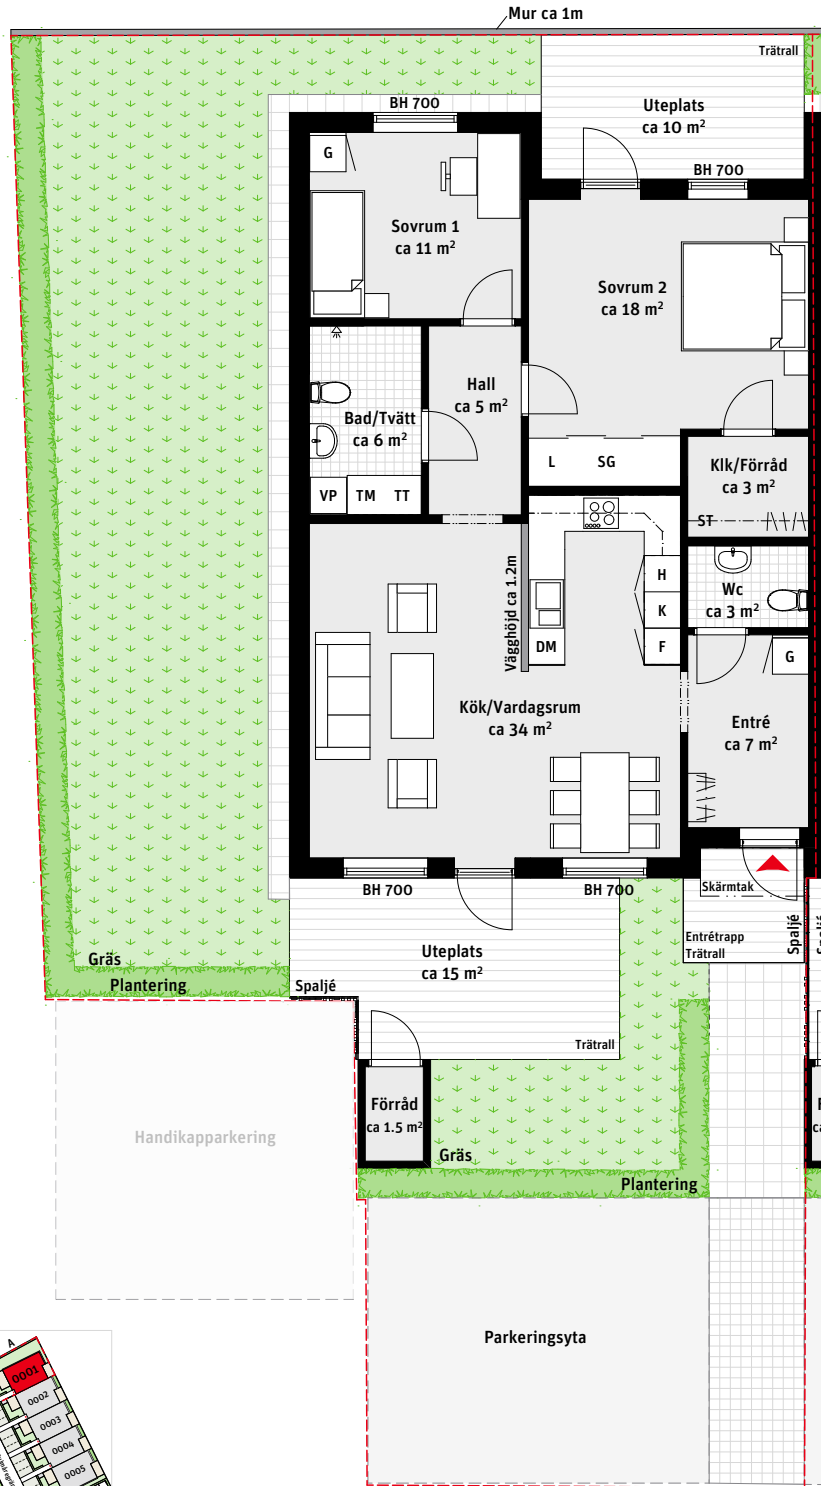 Mur ca 1m
Trätrall
Uteplats
ca 10 m²
BH 700
BH 700
G
Sovrum 1
ca 11 m²
Sovrum 2
ca 18 m²
Hall
ca 5 m²
Bad/Tvätt
ca 6 m²
VP
TM
TT
L
SG
Klk/Förråd
ca 3 m²
ST
Vägghöjd ca 1.2m
H
K
F
DM
Wc
ca 3 m²
G
Kök/Vardagsrum
ca 34 m²
Entré
ca 7 m²
BH 700
BH 700
Skärmtak
Spaljé
Spaljé
Entrétrapp
Trätrall
Uteplats
ca 15 m²
Gräs
Plantering
Spaljé
Trätrall
Förråd
ca 1.5 m²
Handikapparkering
Gräs
Plantering
Parkeringsyta
A
0001
0002
0003
0004
0005